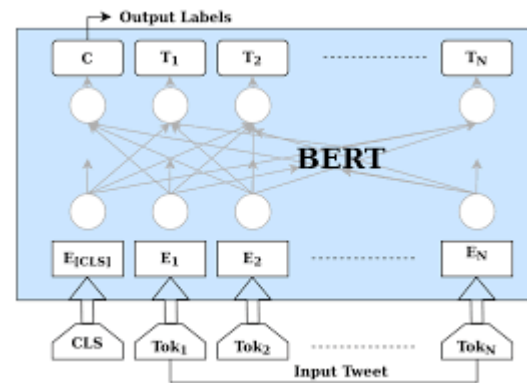 Output Labels
C T1 T2 TN
BERT
E[CLS] E1 E2 EN
CLS Tok1 Tok2 TokN
Input Tweet